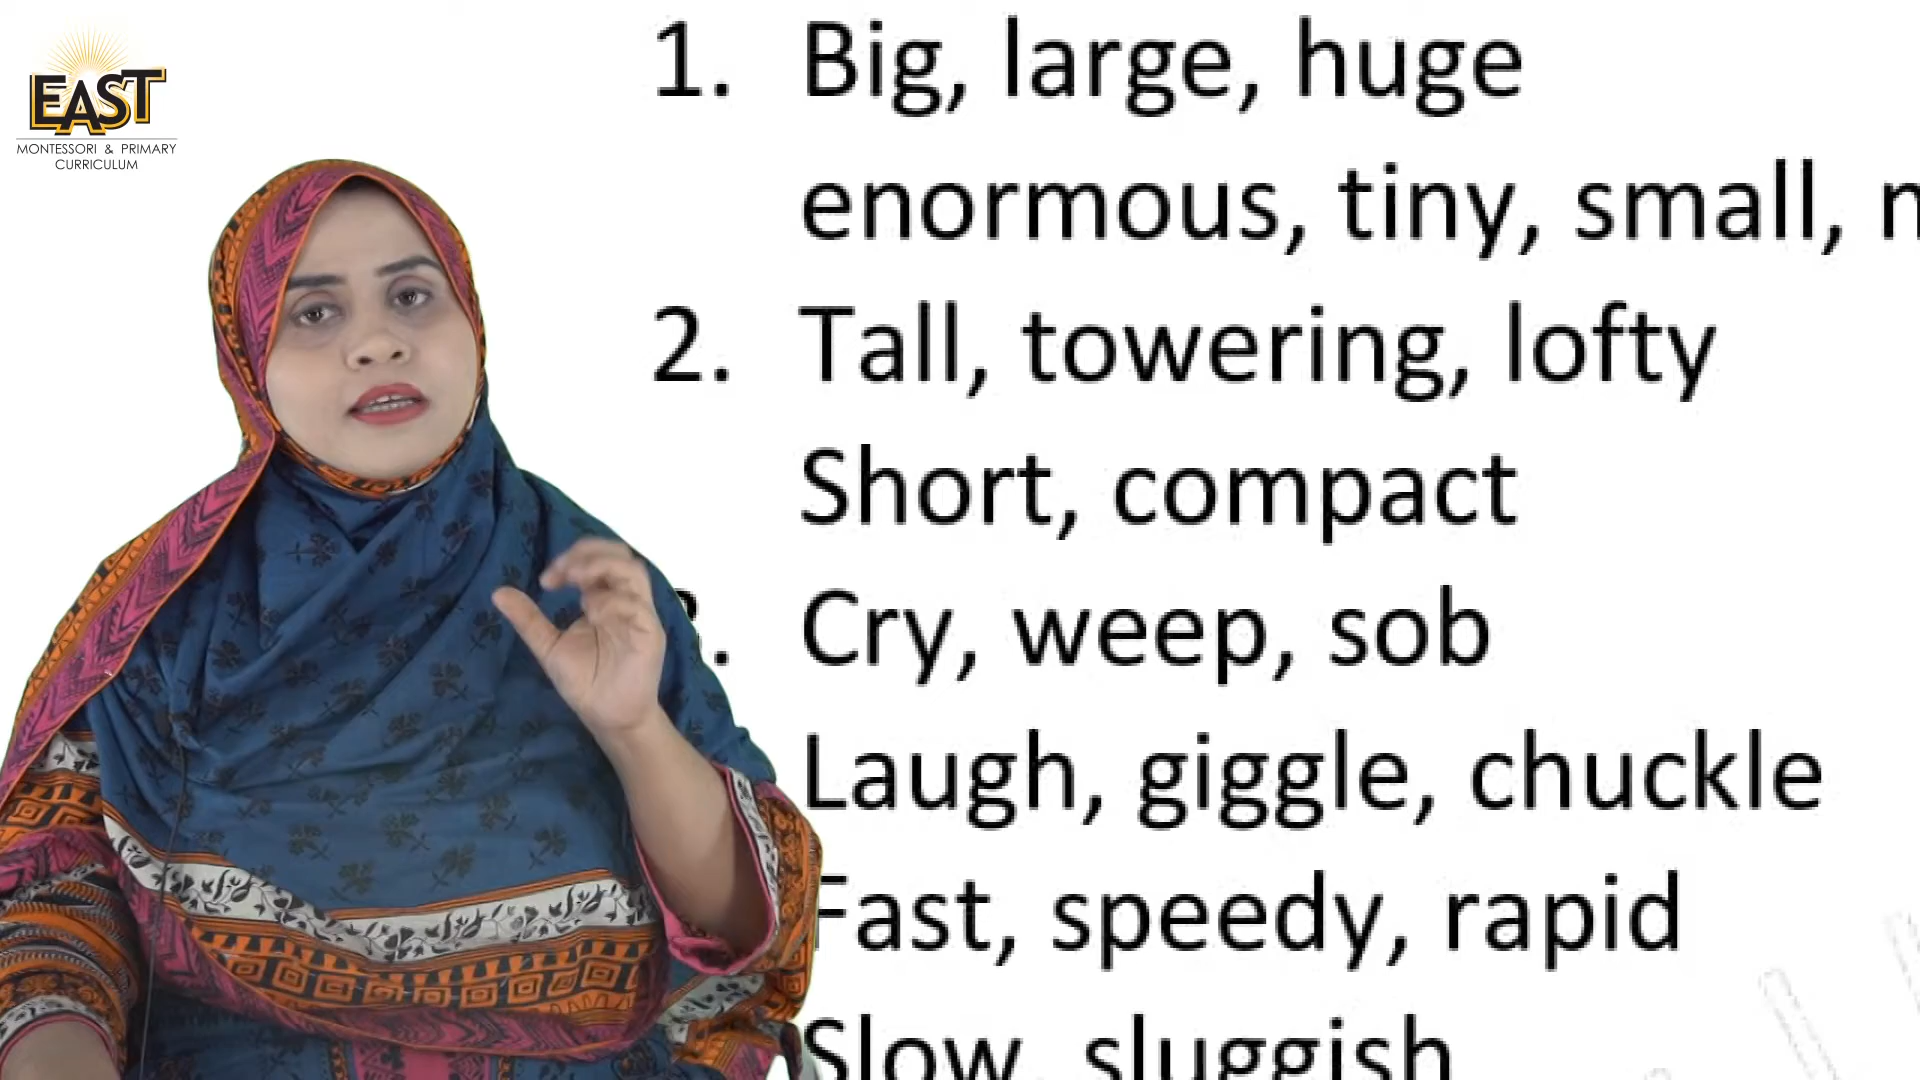 EAST
MONTESSORI & PRIMARY
CURRICULUM
1. Big, large, huge
enormous, tiny, small,
2. Tall, towering, lofty
Short, compact
Cry, weep, sob
Laugh, giggle, chuckle
Fast, speedy, rapid
Slow, sluggish